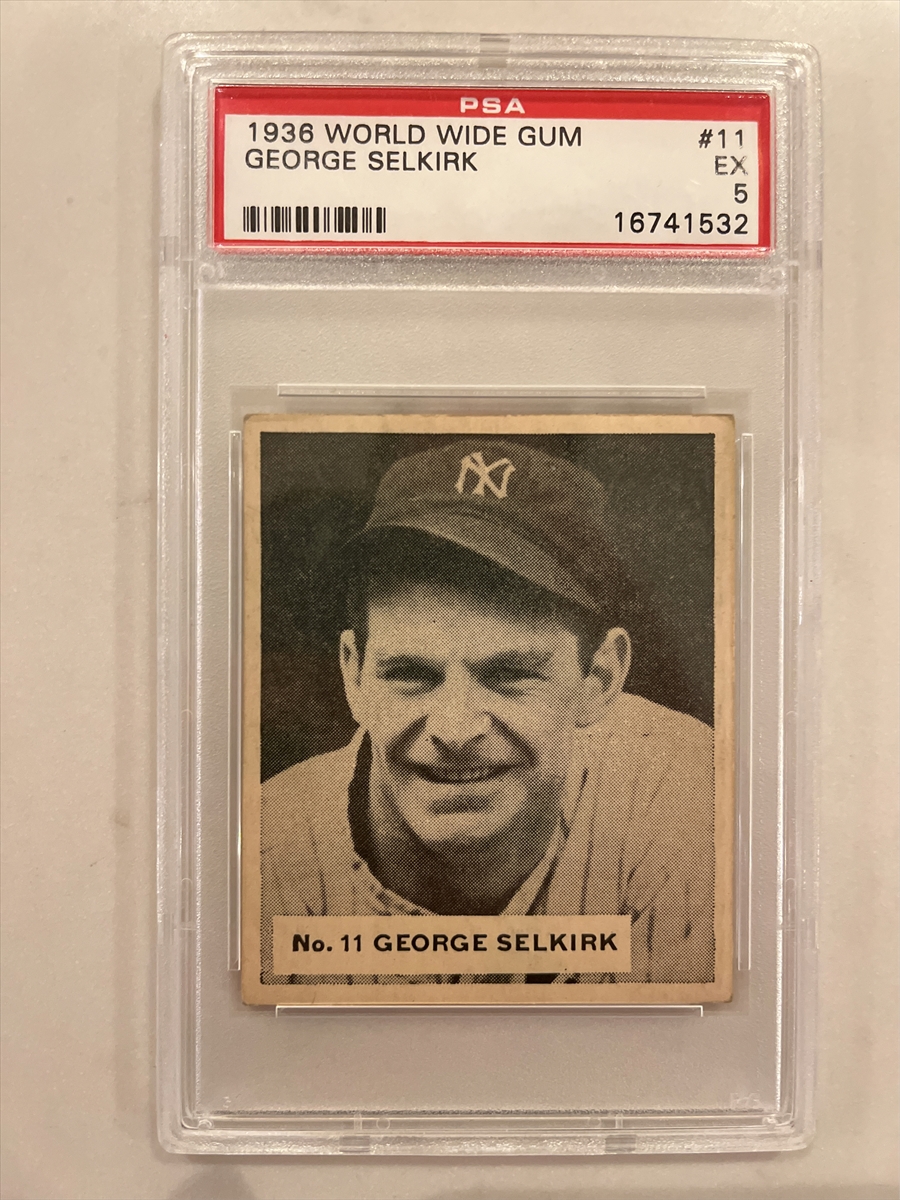 PSA
1936 WORLD WIDE GUM #11
GEORGE SELKIRK EX
5
16741532
NY
No. 11 GEORGE SELKIRK